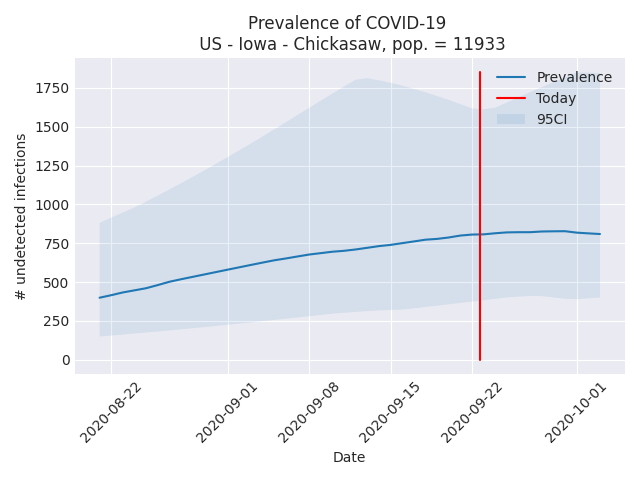 Prevalence of COVID-19
US - Iowa - Chickasaw, pop. = 11933
Prevalence
Today
95CI
# undetected infections
1750
1500
1250
1000
750
500
250
0
2020-08-22
2020-09-01
2020-09-08
2020-09-15
2020-09-22
2020-10-01
Date